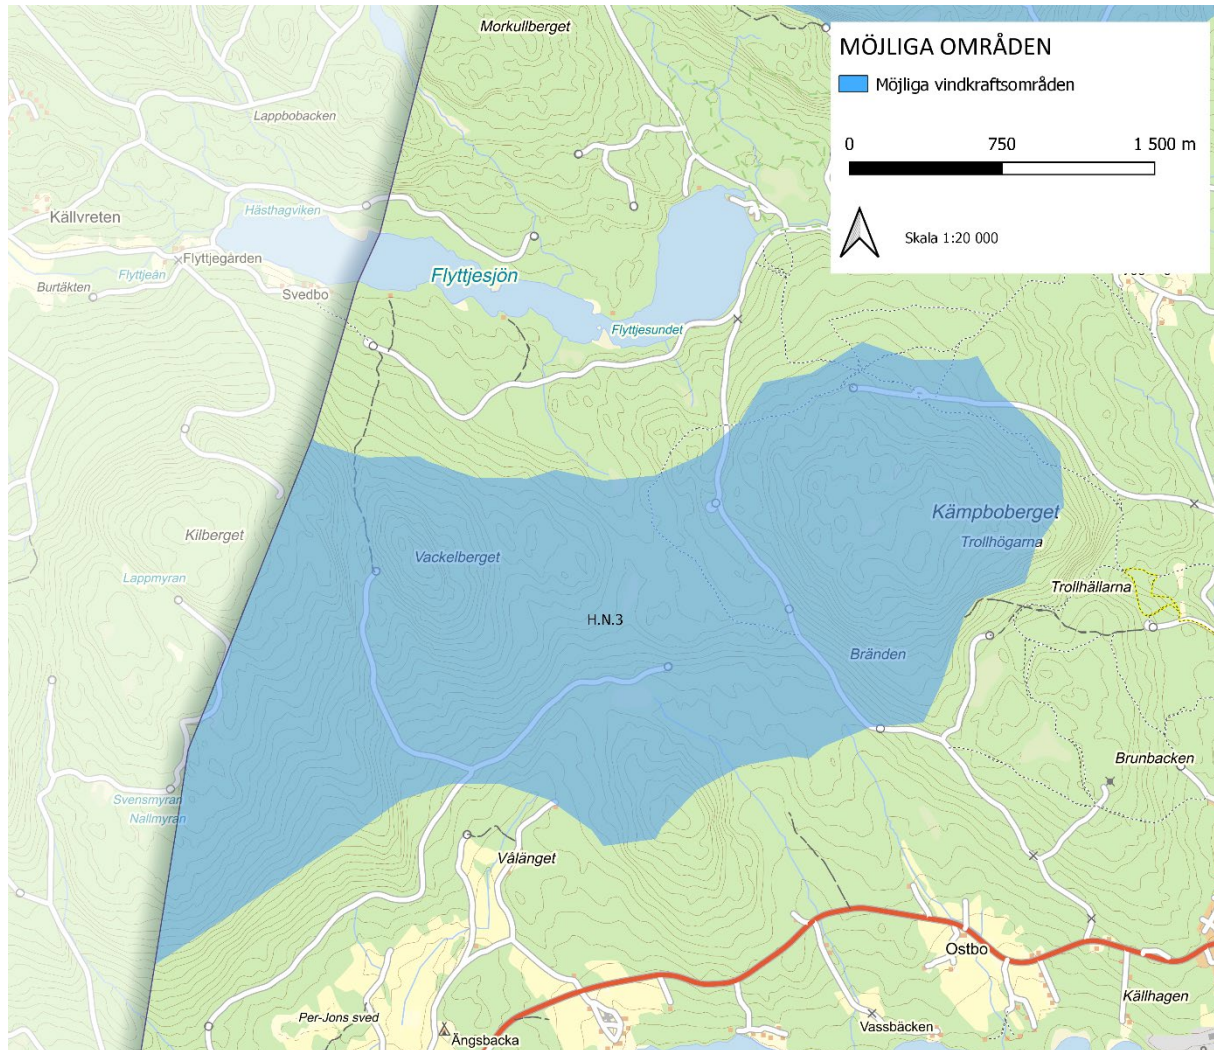 Morkullberget
MÖJLIGA OMRÅDEN
Möjliga vindkraftsområden
0 750 1 500 m
Skala 1:20 000
Lappbobacken
Källvreten
Hästhagviken
Flyttjegården
Flyttjeån
Burtäkten
Svedbo
Flyttjesjön
Flyttjesundet
Kilberget
Lappmyran
Vackelberget
Kämpboberget
Trollhögarna
Trollhällarna
H.N.3
Bränden
Brunbacken
Svensmyran
Nallmyran
Vålänget
Ostbo
Källhagen
Per-Jons sved
Ängsbacka
Vassbäcken